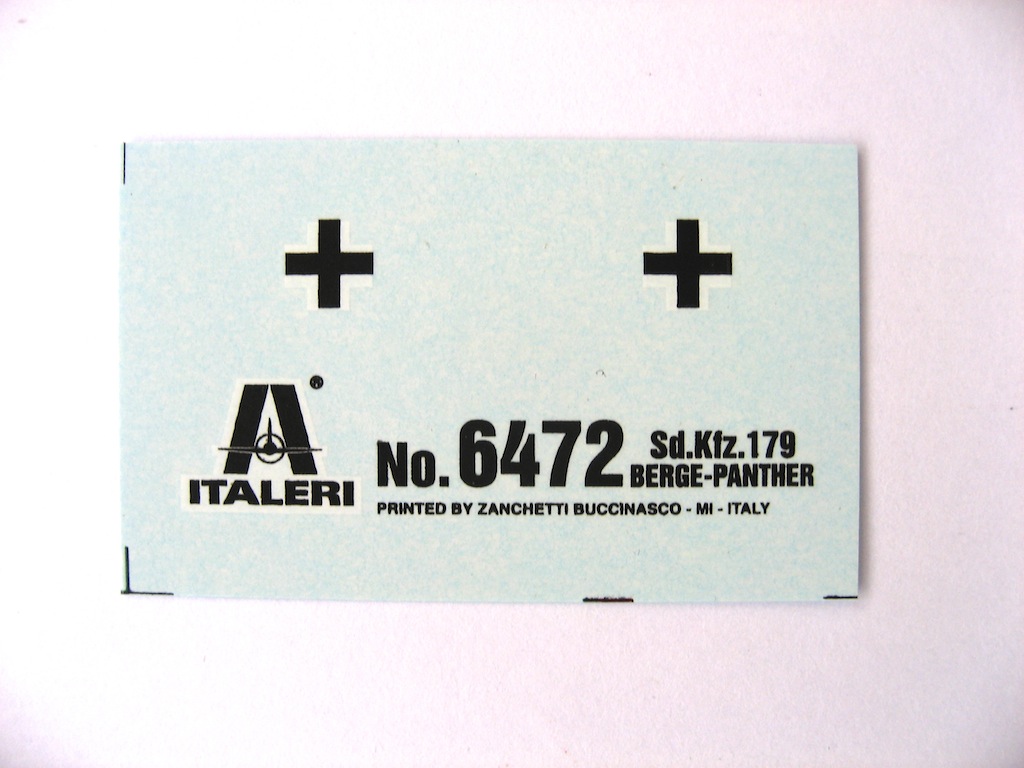 ®
ITALERI
No. 6472
Sd.Kfz.179
BERGE-PANTHER
PRINTED BY ZANCHETTI BUCCINASCO - MI - ITALY